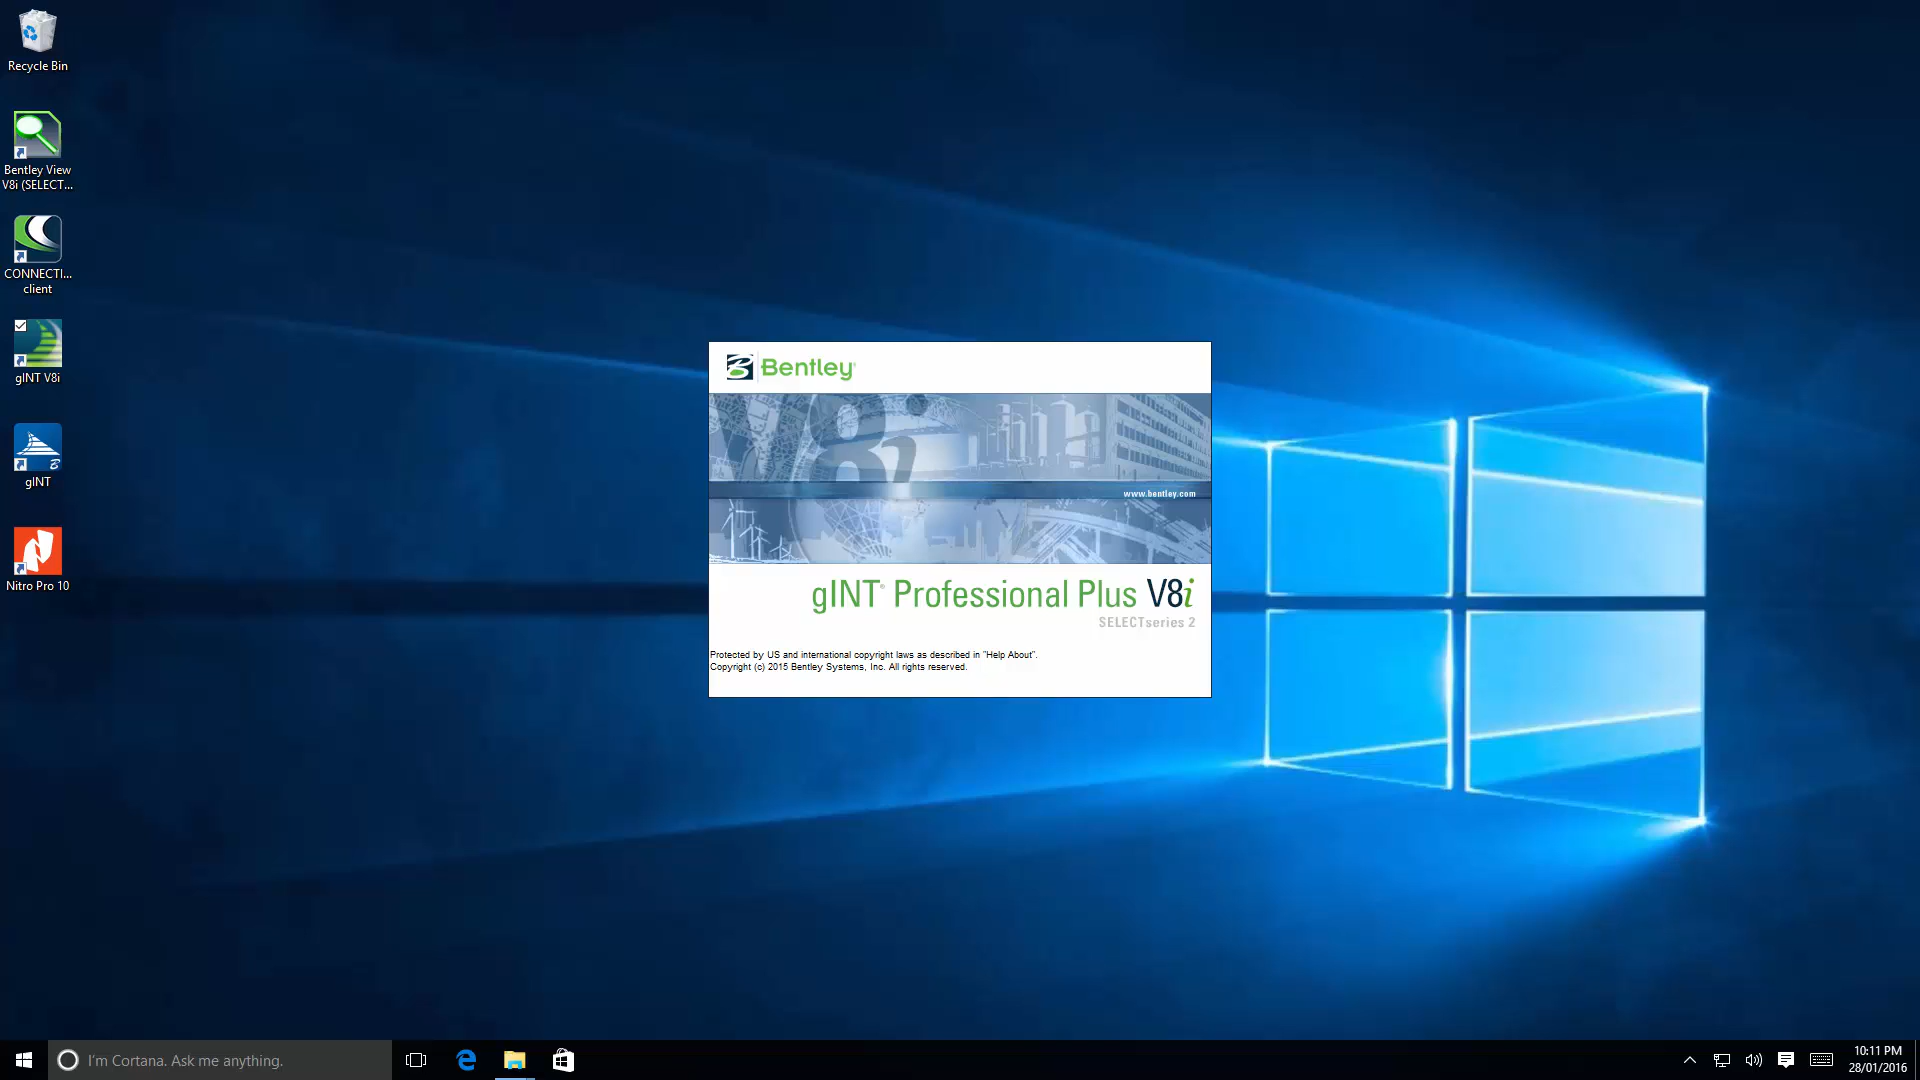 Recycle Bin
Bentley View
V8i (SELECT...
CONNECTI...
client
gINT V8i
gINT
Nitro Pro 10
Bentley®
V8i
www.bentley.com
gINT® Professional Plus V8i
SELECTseries 2
Protected by US and international copyright laws as described in "Help About".
Copyright (c) 2015 Bentley Systems, Inc. All rights reserved.
I'm Cortana. Ask me anything.
10:11 PM
28/01/2016